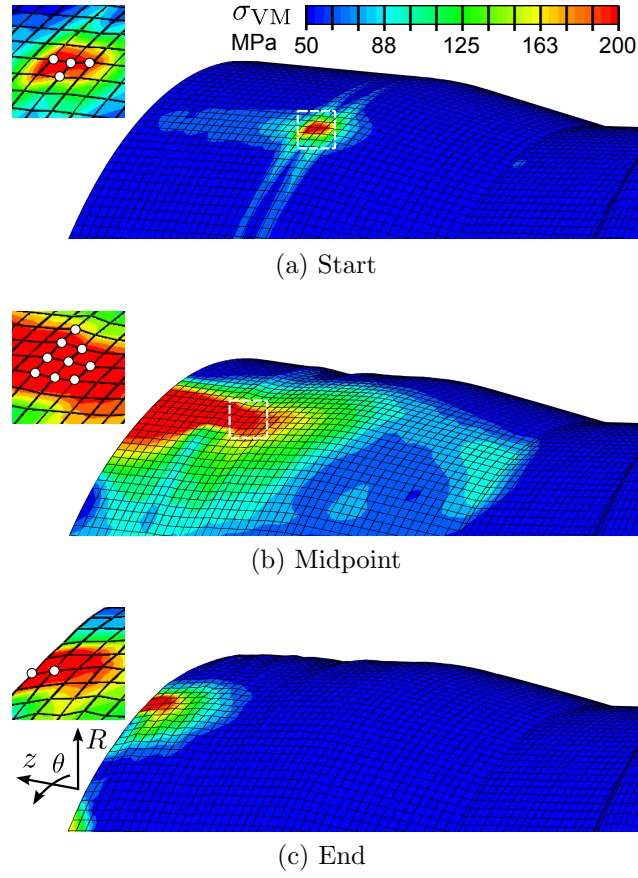 σVM
MPa 50 88 125 163 200
(a) Start
(b) Midpoint
R
z θ
(c) End